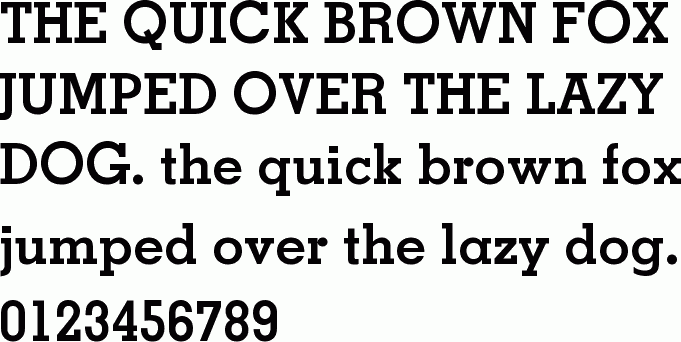 THE QUICK BROWN FOX
JUMPED OVER THE LAZY
DOG. the quick brown fox
jumped over the lazy dog.
0123456789